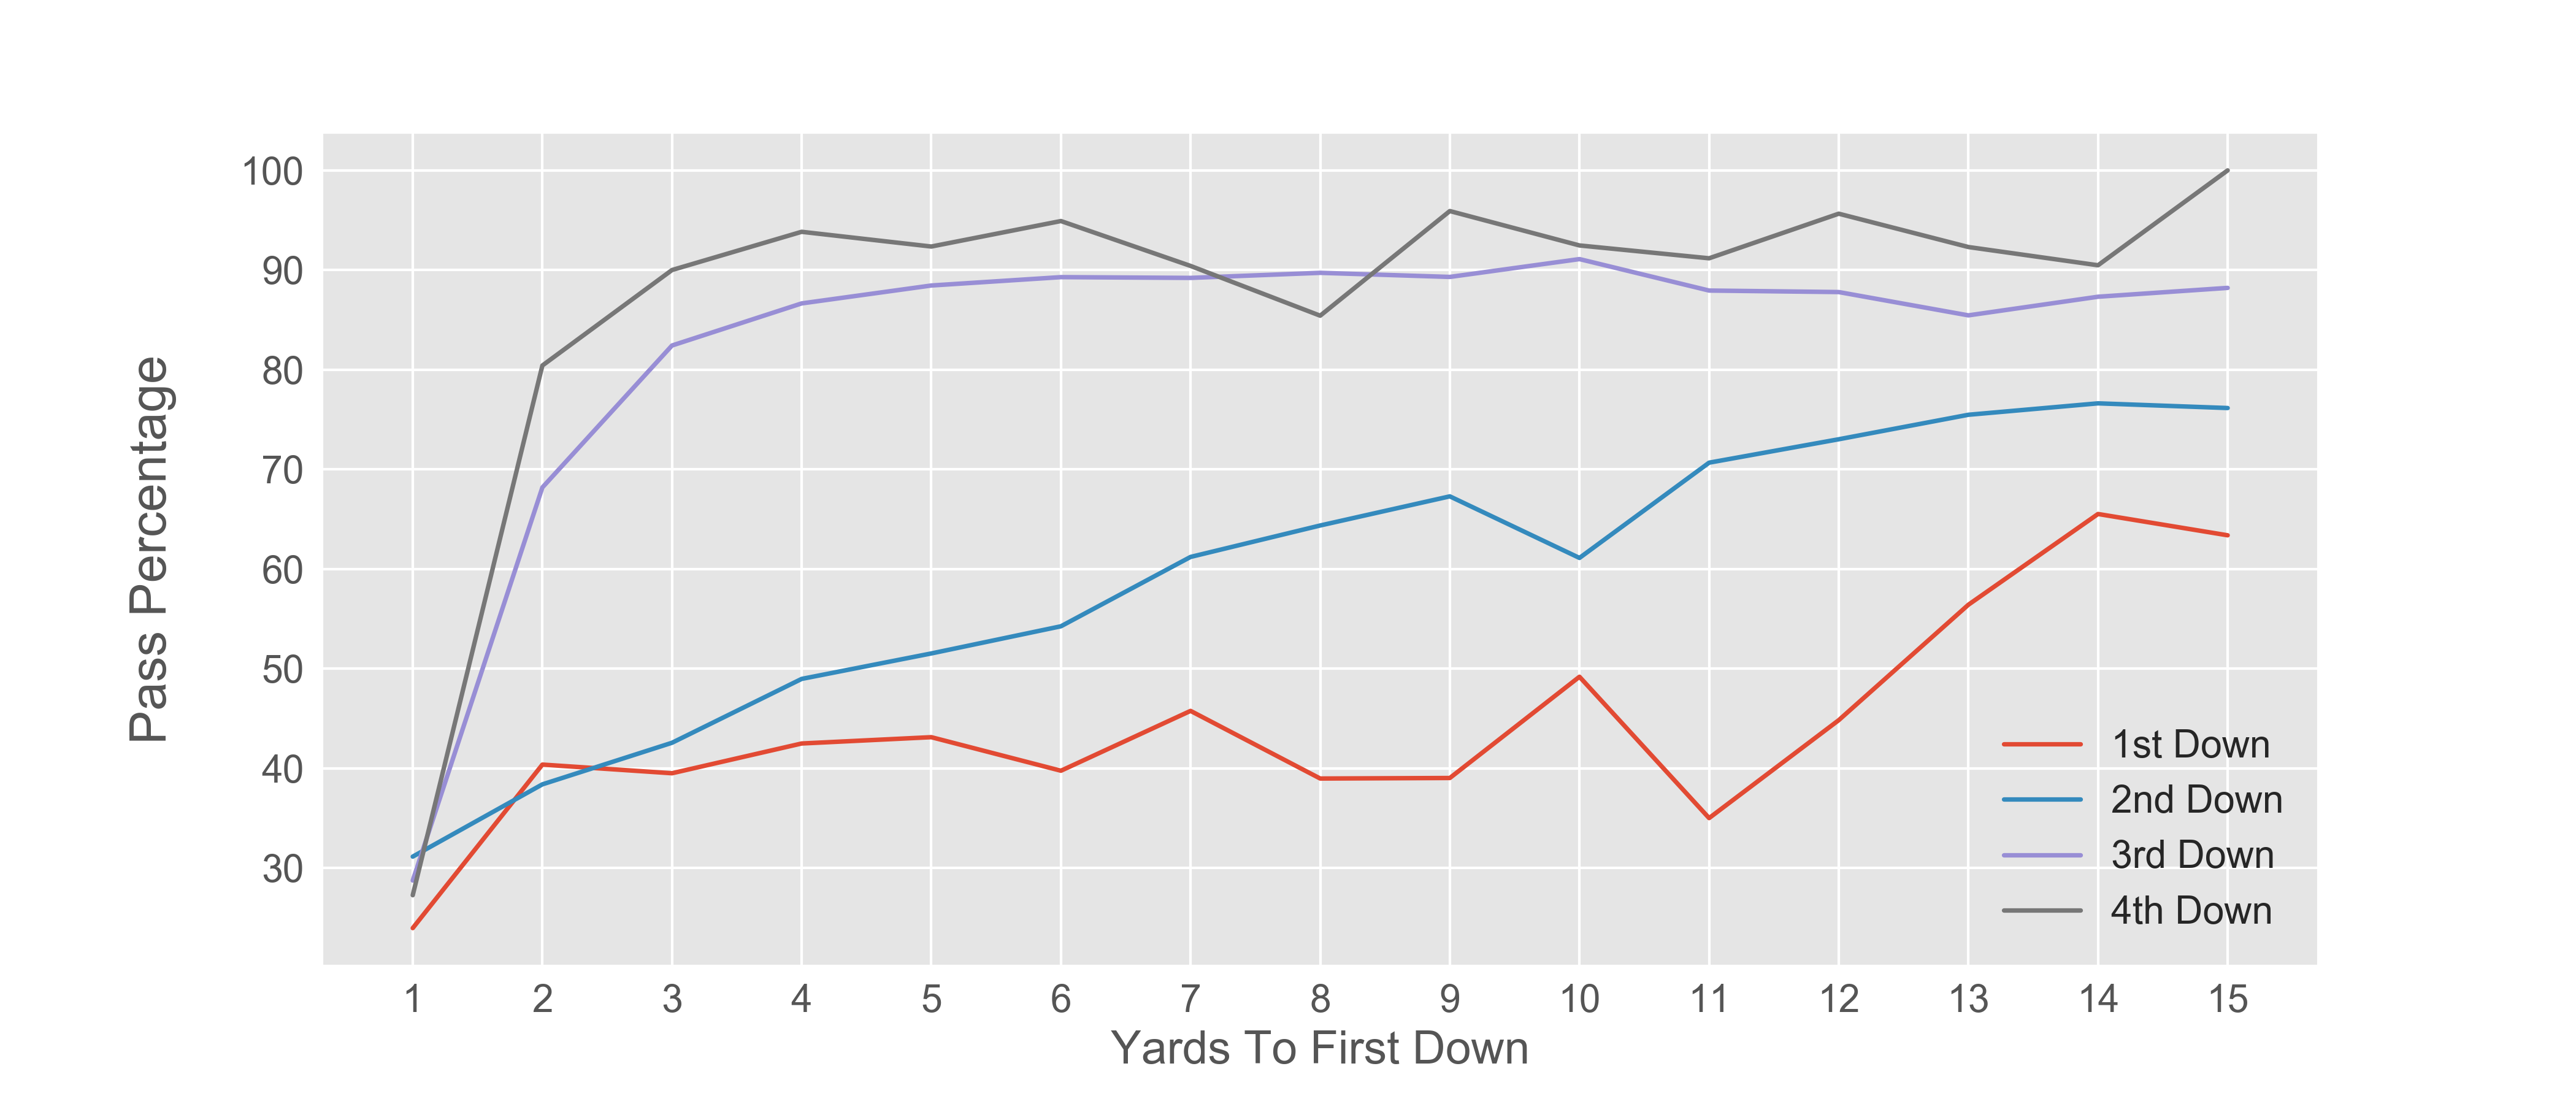 100
90
80
70
60
50
40
30
Pass Percentage
1st Down
2nd Down
3rd Down
4th Down
1 2 3 4 5 6 7 8 9 10 11 12 13 14 15
Yards To First Down